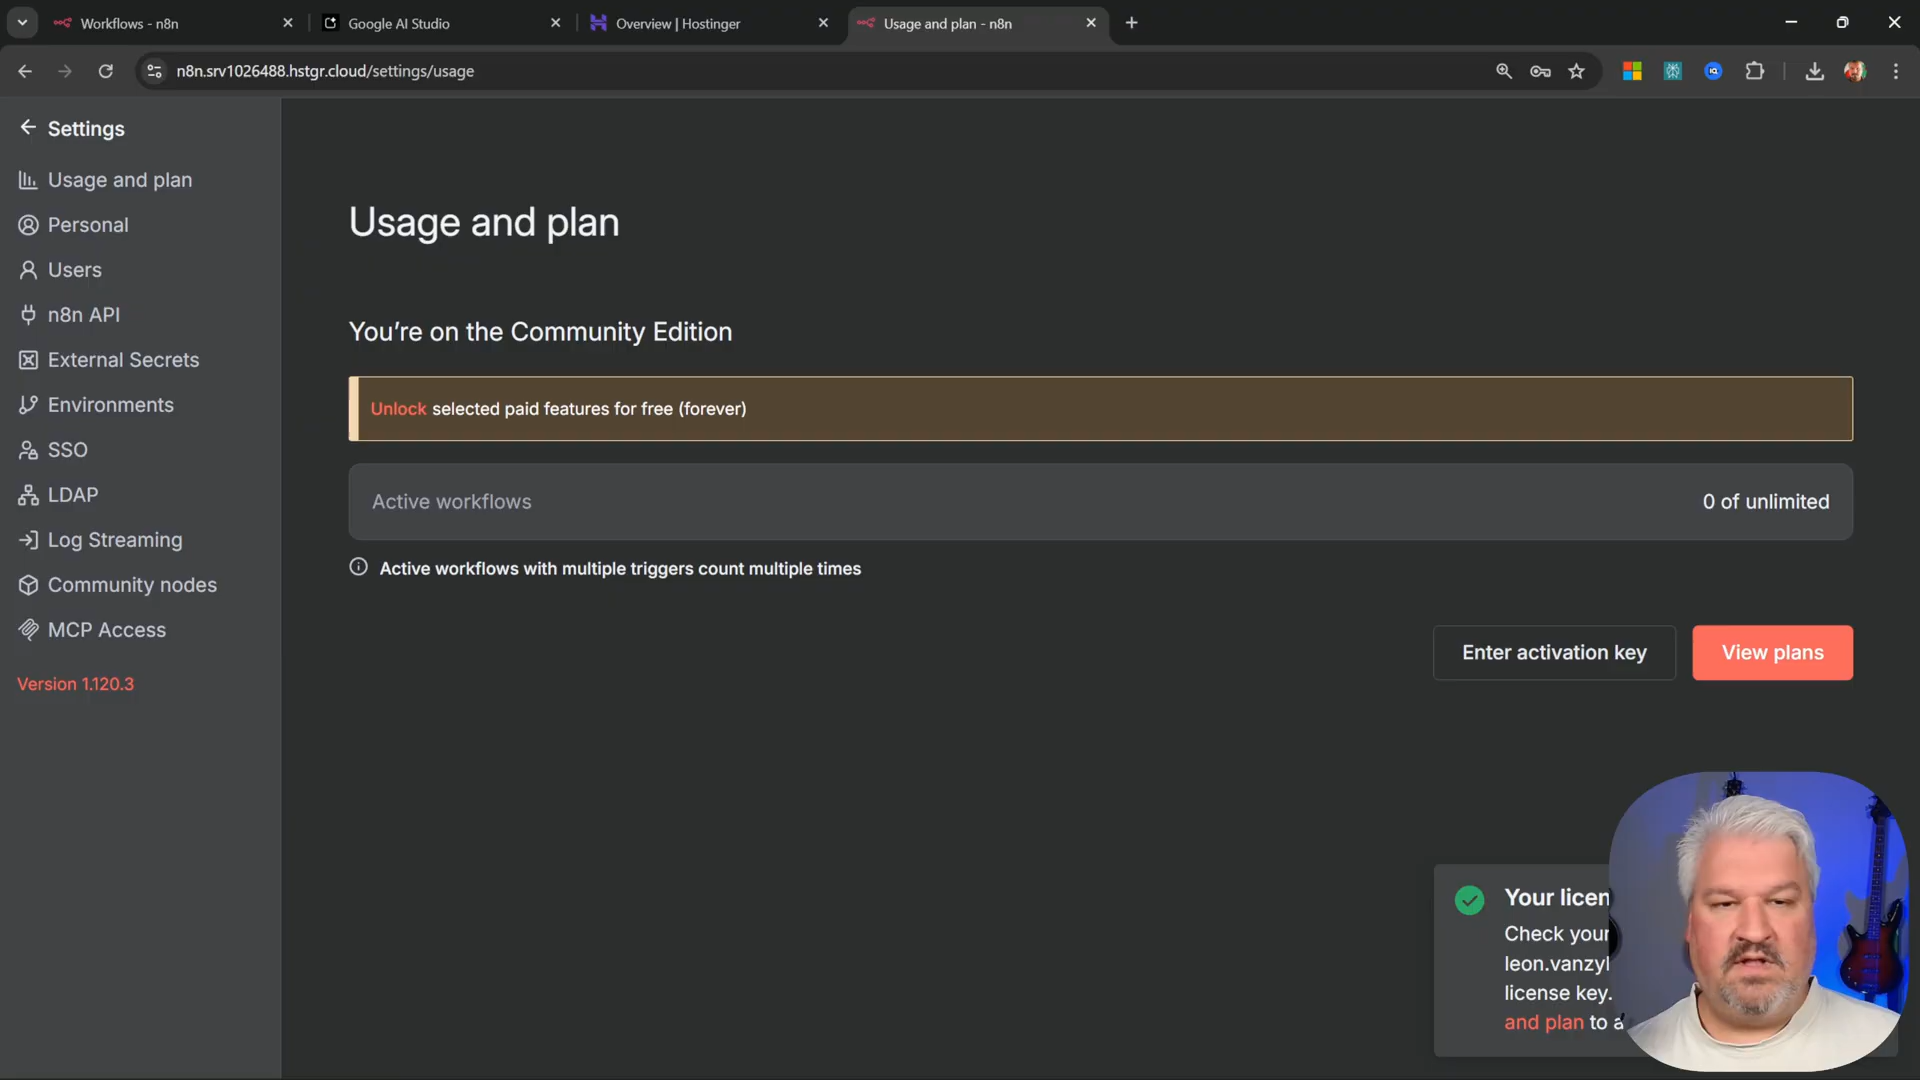 Workflows - n8n
Google AI Studio
Overview | Hostinger
Usage and plan - n8n
n8n.srv1026488.hstgr.cloud/settings/usage
Settings
Usage and plan
Personal
Users
n8n API
External Secrets
Environments
SSO
LDAP
Log Streaming
Community nodes
MCP Access
Version 1.120.3
Usage and plan
You're on the Community Edition
Unlock selected paid features for free (forever)
Active workflows
0 of unlimited
Active workflows with multiple triggers count multiple times
Enter activation key
View plans
Your licen
Check your
leon.vanzyl
license key.
and plan to a